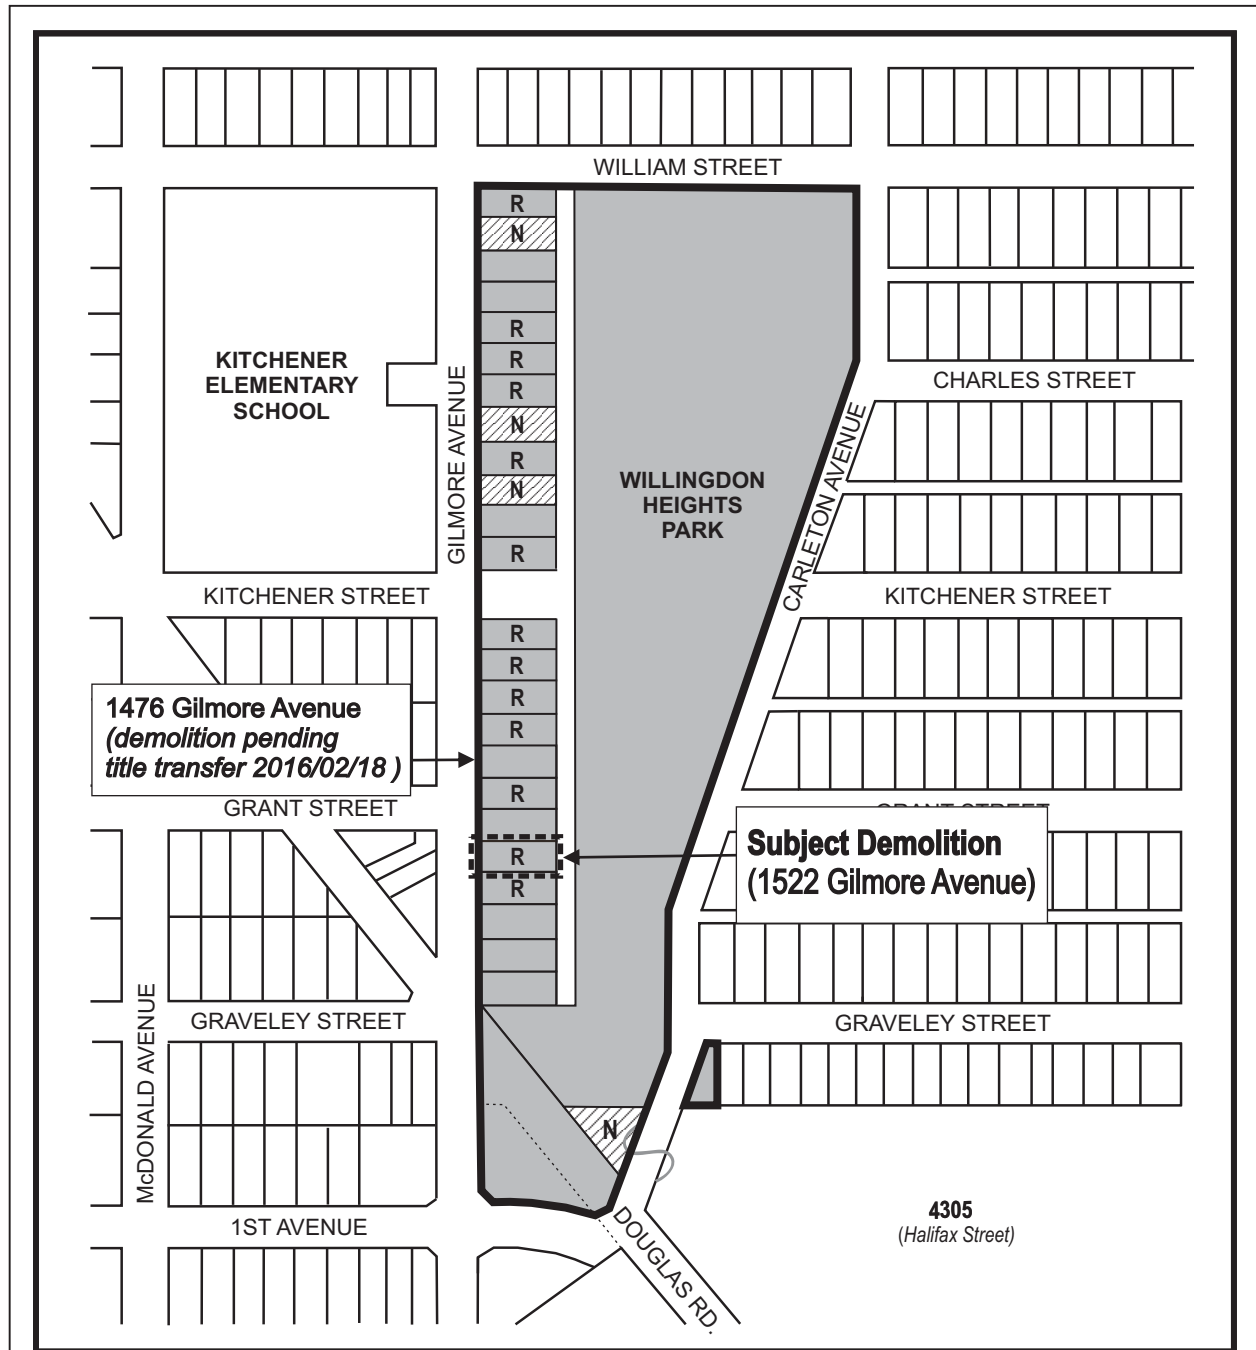 WILLIAM STREET
R
N
R
R
R
N
R
N
R
KITCHENER
ELEMENTARY
SCHOOL
GILMORE AVENUE
WILLINGDON
HEIGHTS
PARK
CHARLES STREET
CARLETON AVENUE
KITCHENER STREET
KITCHENER STREET
R
R
R
R
R
R
R
1476 Gilmore Avenue
(demolition pending
title transfer 2016/02/18 )
GRANT STREET
GRANT STREET
Subject Demolition
(1522 Gilmore Avenue)
McDONALD AVENUE
GRAVELEY STREET
GRAVELEY STREET
N
1ST AVENUE
DOUGLAS RD.
4305
(Halifax Street)